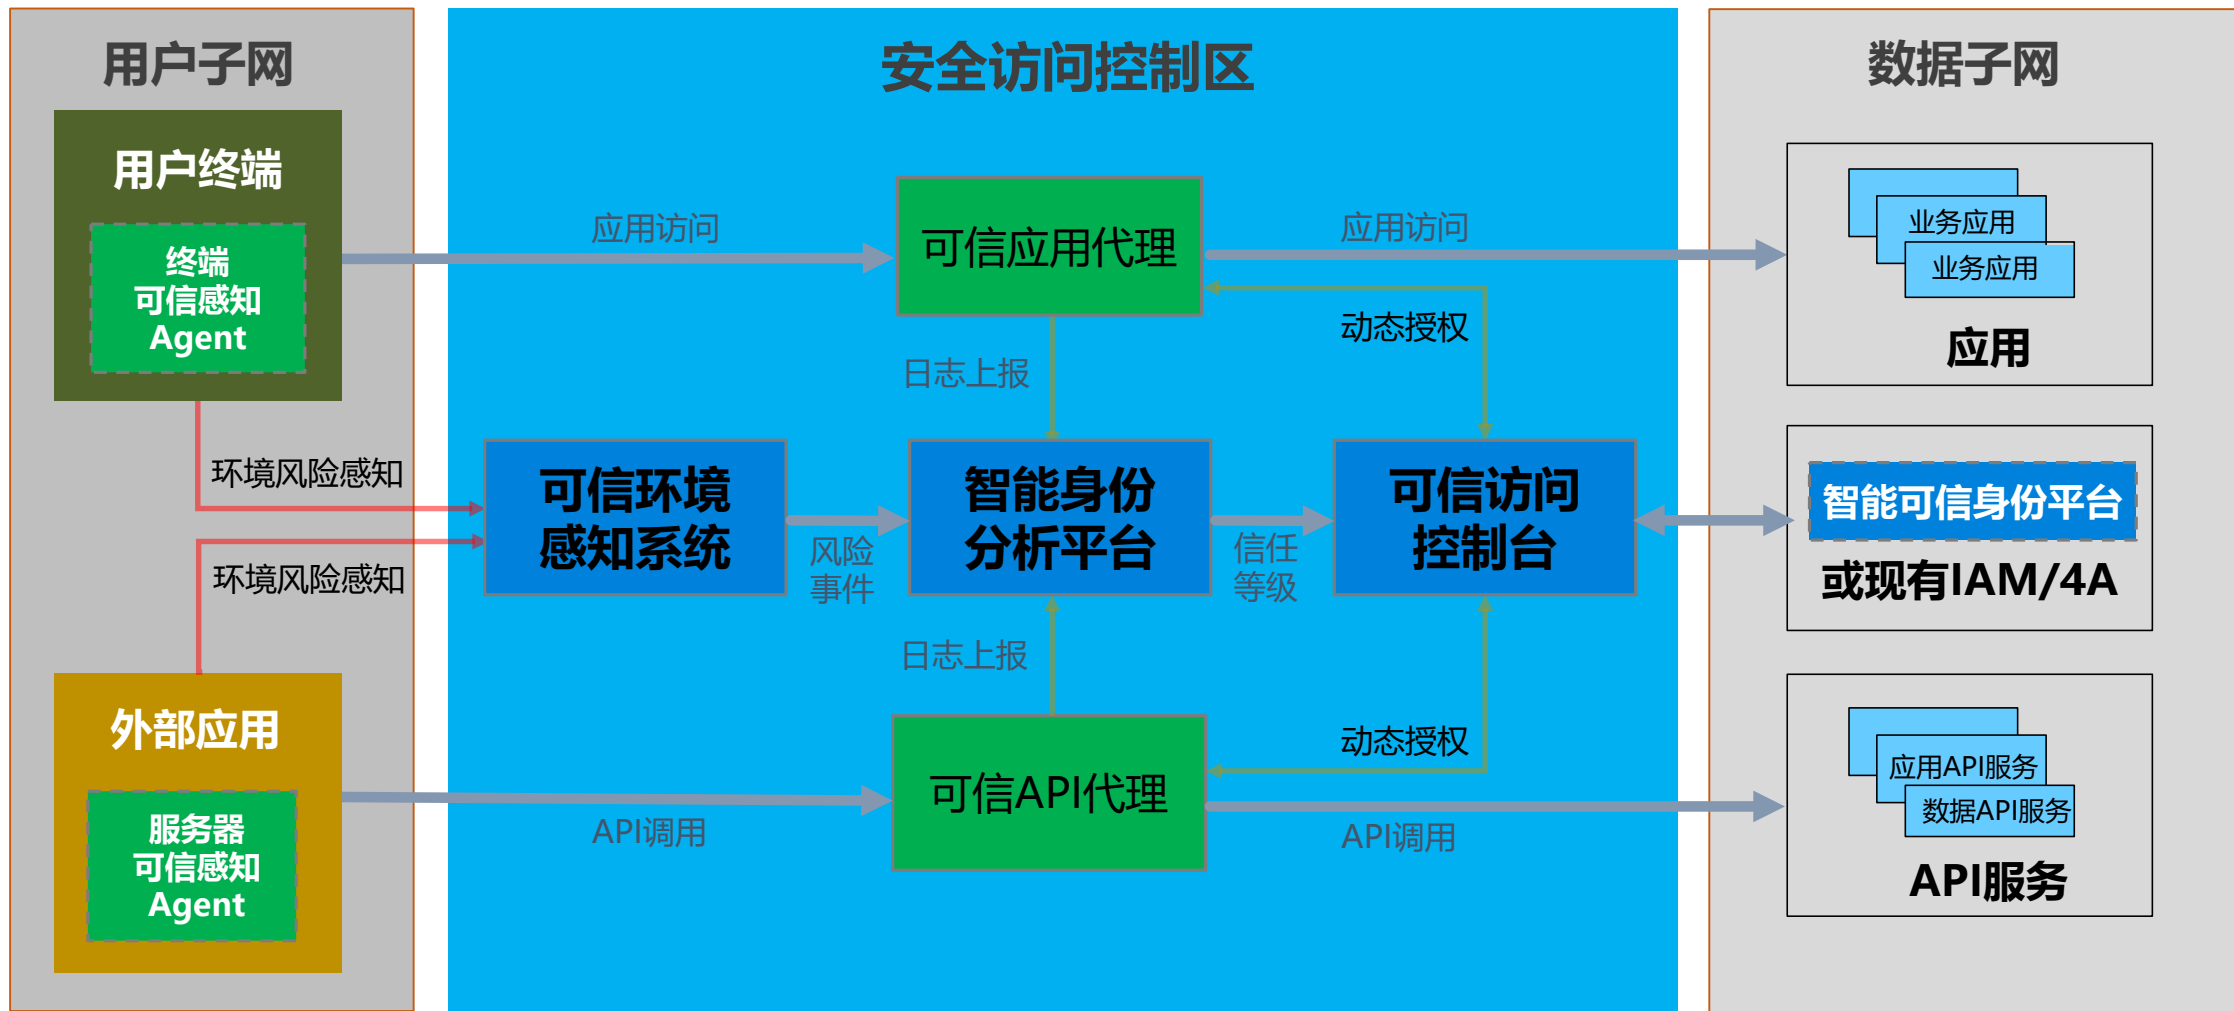 用户子网
安全访问控制区
数据子网
用户终端
终端
可信感知
Agent
应用访问
可信应用代理
应用访问
业务应用
业务应用
应用
动态授权
日志上报
环境风险感知
可信环境
感知系统
风险
事件
智能身份
分析平台
信任
等级
可信访问
控制台
智能可信身份平台
或现有IAM/4A
环境风险感知
日志上报
动态授权
外部应用
服务器
可信感知
Agent
API调用
可信API代理
API调用
应用API服务
数据API服务
API服务